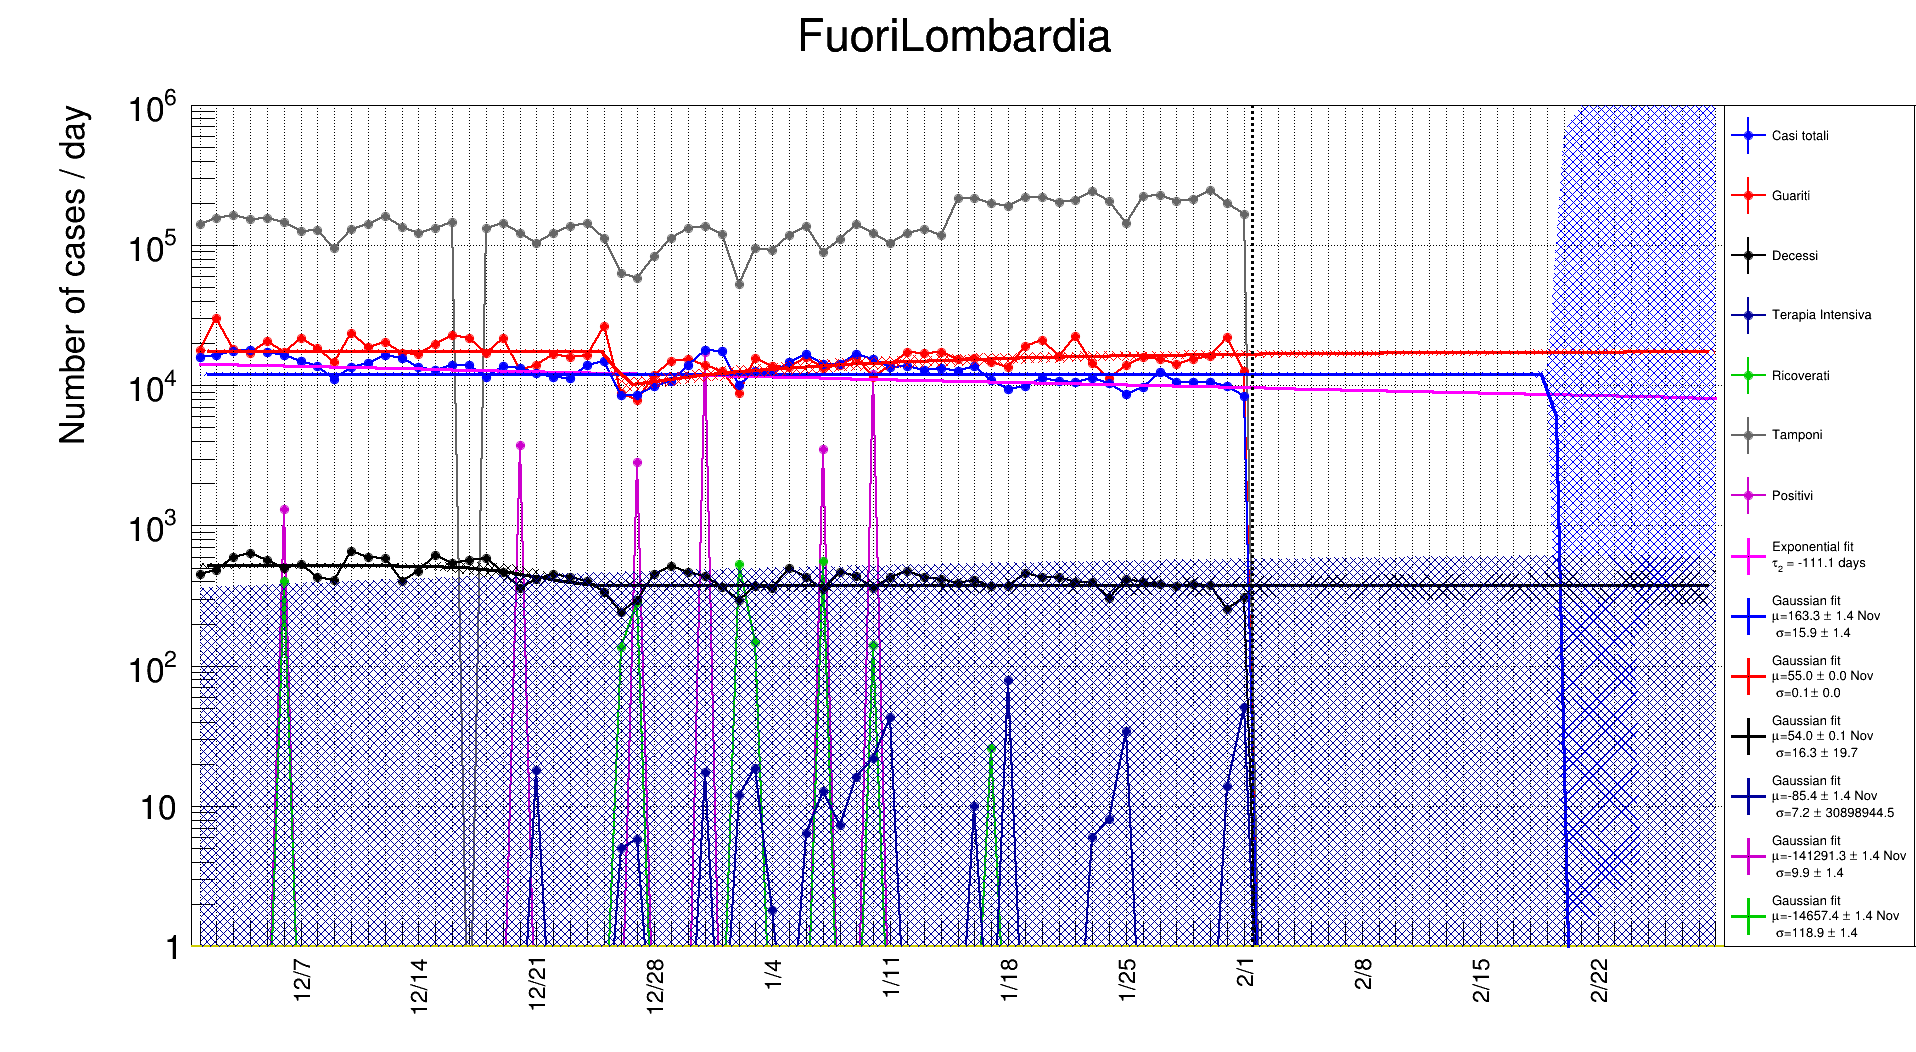 FuoriLombardia
Number of cases / day
10^6
10^5
10^4
10^3
10^2
10
1
12/7
12/14
12/21
12/28
1/4
1/11
1/18
1/25
2/1
2/8
2/15
2/22
Casi totali
Guariti
Decessi
Terapia Intensiva
Ricoverati
Tamponi
Positivi
Exponential fit
τ₂ = -111.1 days
Gaussian fit
μ=163.3 ± 1.4 Nov
σ=15.9 ± 1.4
Gaussian fit
μ=55.0 ± 0.0 Nov
σ=0.1 ± 0.0
Gaussian fit
μ=54.0 ± 0.1 Nov
σ=16.3 ± 19.7
Gaussian fit
μ=-85.4 ± 1.4 Nov
σ=7.2 ± 30898944.5
Gaussian fit
μ=-141291.3 ± 1.4 Nov
σ=9.9 ± 1.4
Gaussian fit
μ=-14657.4 ± 1.4 Nov
σ=118.9 ± 1.4